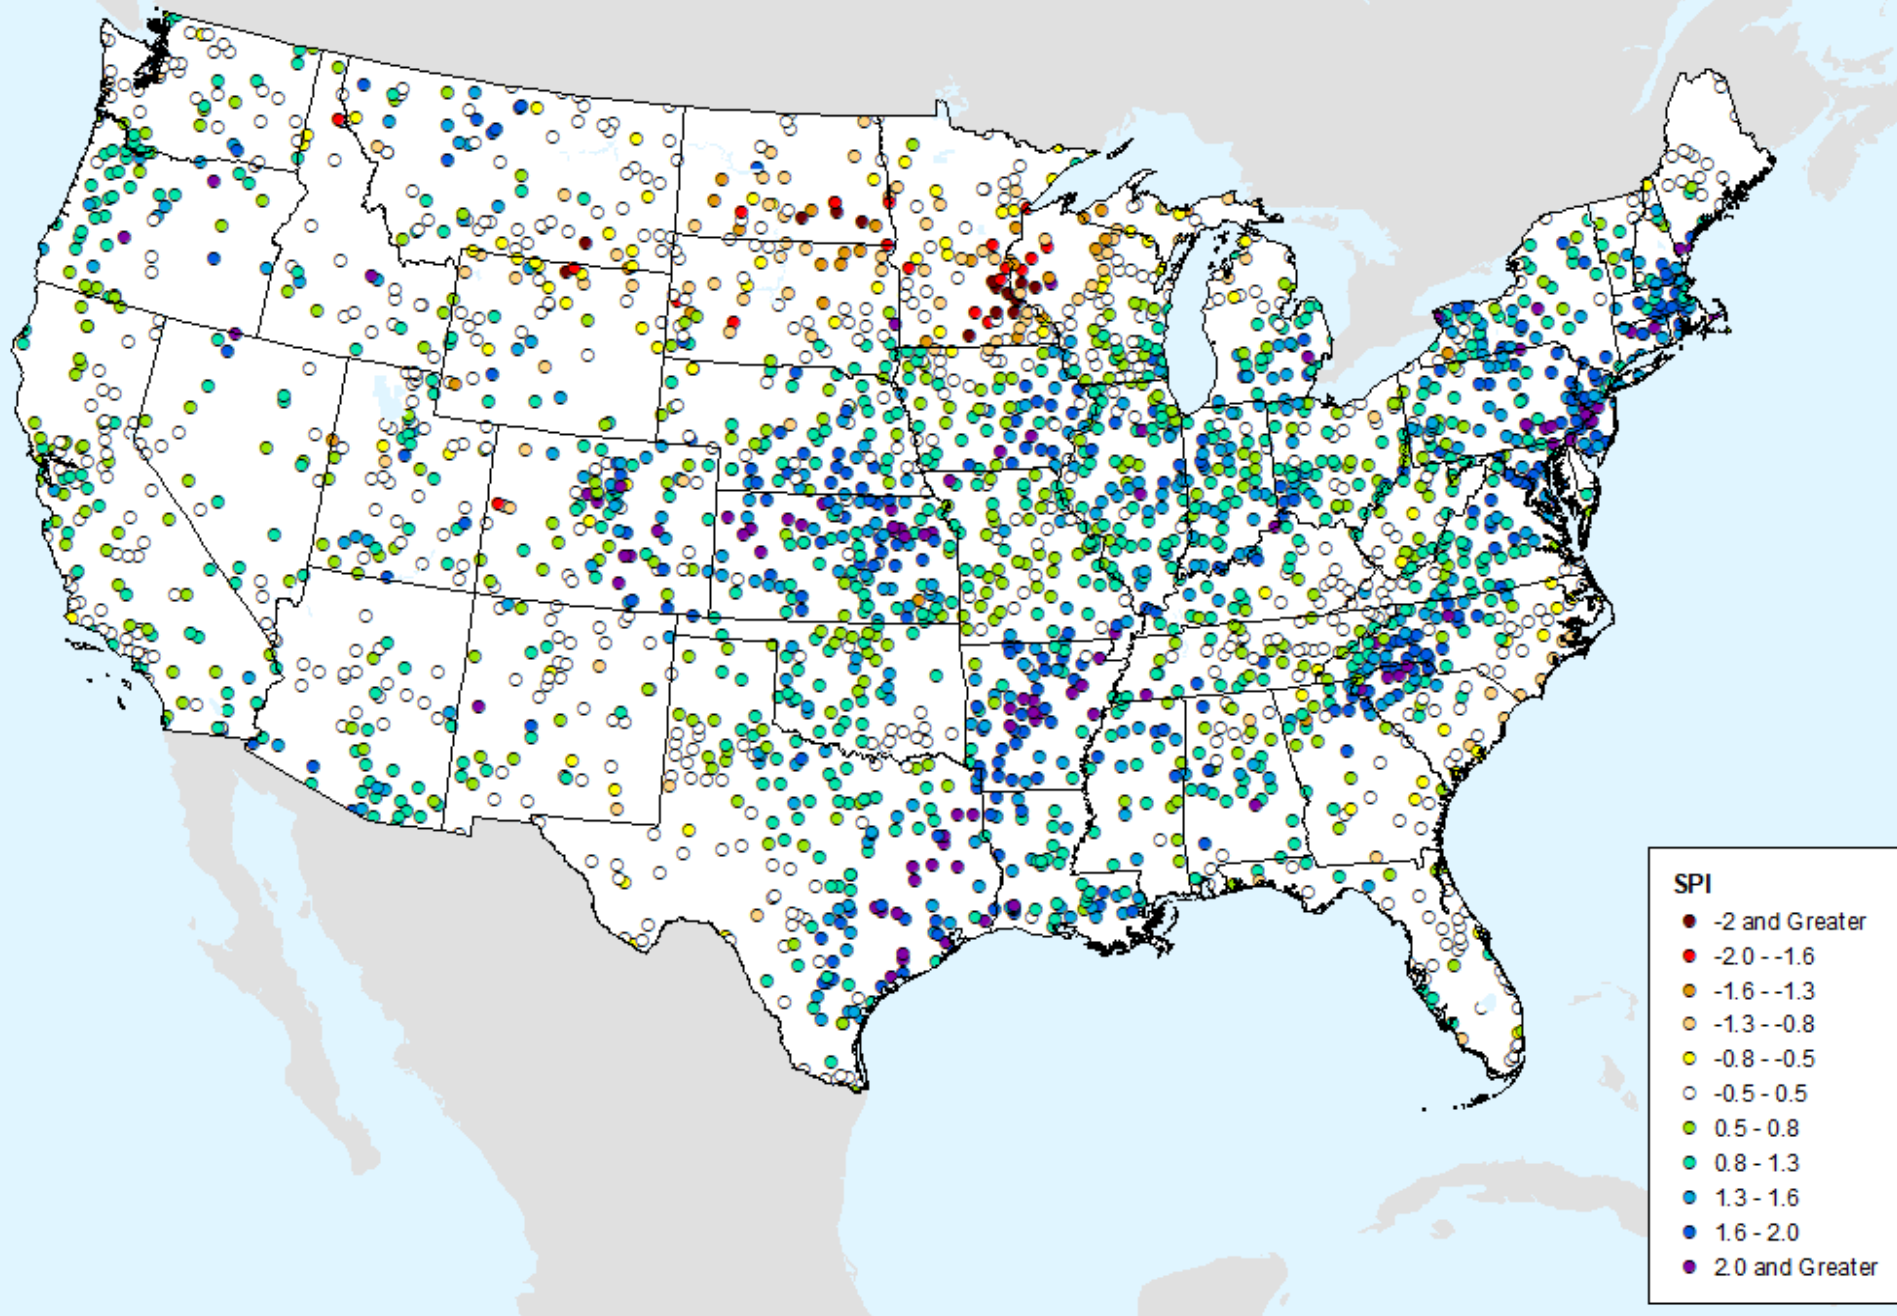 SPI
-2 and Greater
-2.0 - -1.6
-1.6 - -1.3
-1.3 - -0.8
-0.8 - -0.5
-0.5 - 0.5
0.5 - 0.8
0.8 - 1.3
1.3 - 1.6
1.6 - 2.0
2.0 and Greater